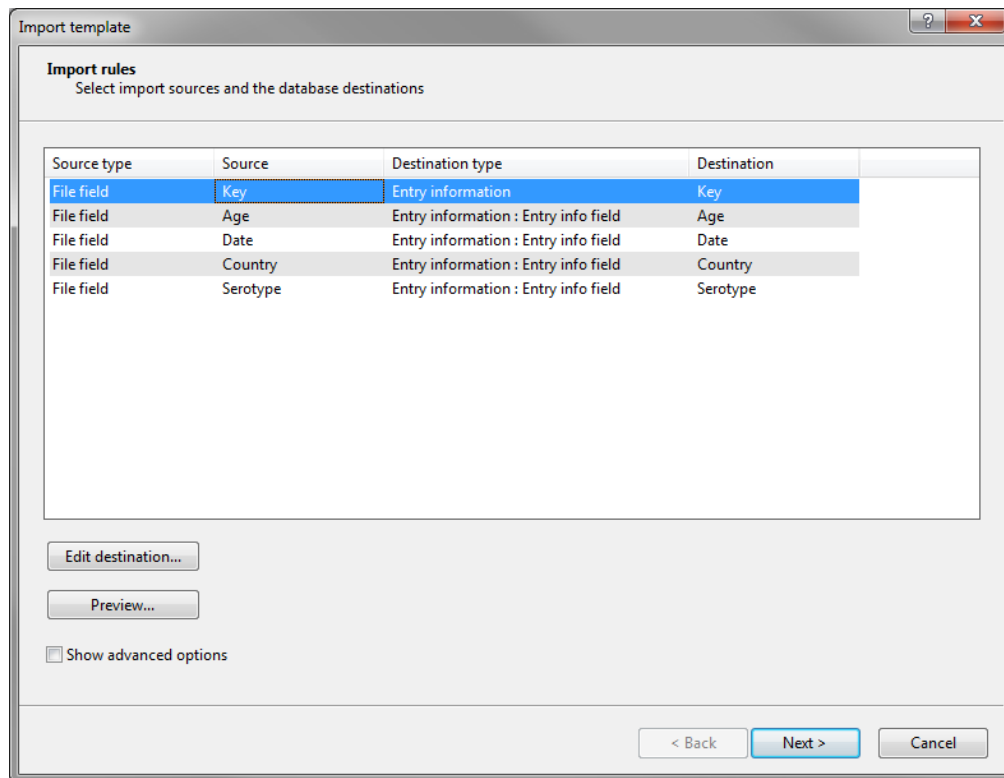 Import template
Import rules
Select import sources and the database destinations
Source type Source Destination type Destination
File field Key Entry information Key
File field Age Entry information : Entry info field Age
File field Date Entry information : Entry info field Date
File field Country Entry information : Entry info field Country
File field Serotype Entry information : Entry info field Serotype
Edit destination...
Preview...
Show advanced options
< Back Next > Cancel